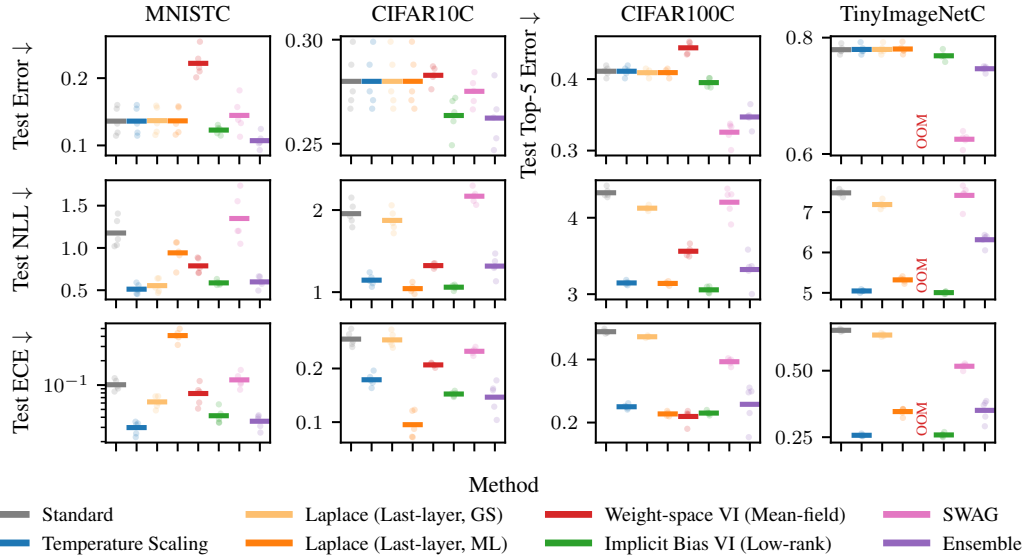 MNISTC
CIFAR10C
CIFAR100C
TinyImageNetC
Test Error ↓
0.2
0.1
0.30
0.25
Test Top-5 Error ↓
0.4
0.3
0.8
0.6
OOM
Test NLL ↓
1.5
1.0
0.5
2
1
4
3
7
6
5
OOM
Test ECE ↓
10⁻¹
0.2
0.1
0.4
0.2
0.50
0.25
OOM
Method
Standard
Laplace (Last-layer, GS)
Weight-space VI (Mean-field)
SWAG
Temperature Scaling
Laplace (Last-layer, ML)
Implicit Bias VI (Low-rank)
Ensemble